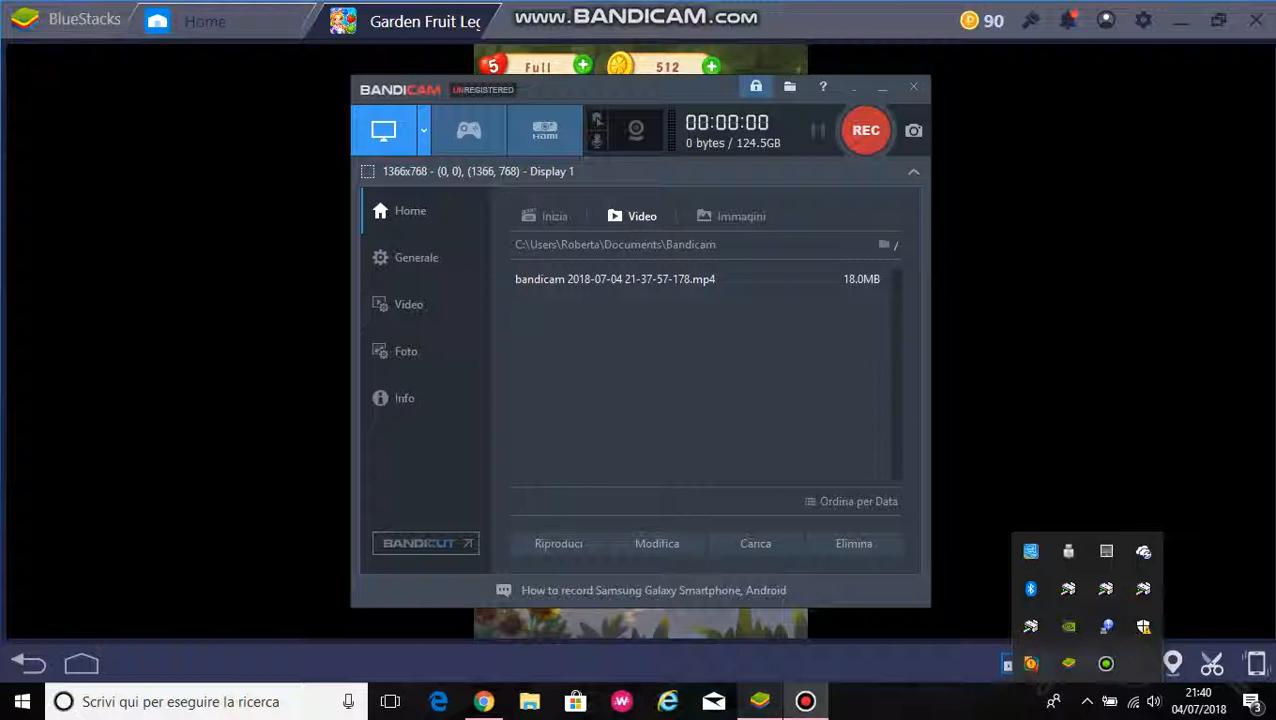 BlueStacks
Home
Garden Fruit Leg
www.BANDICAM.com
90
5 Full 512
BANDICAM UNREGISTERED
?
HDMI
00:00:00
0 bytes / 124.5GB
REC
1366x768 - (0, 0), (1366, 768) - Display 1
Home
Generale
Video
Foto
Info
BANDICUT
Inizia
Video
Immagini
C:\Users\Roberta\Documents\Bandicam
/
bandicam 2018-07-04 21-37-57-178.mp4 18.0MB
Ordina per Data
Riproduci
Modifica
Carica
Elimina
How to record Samsung Galaxy Smartphone, Android
Scrivi qui per eseguire la ricerca
21:40
04/07/2018
3